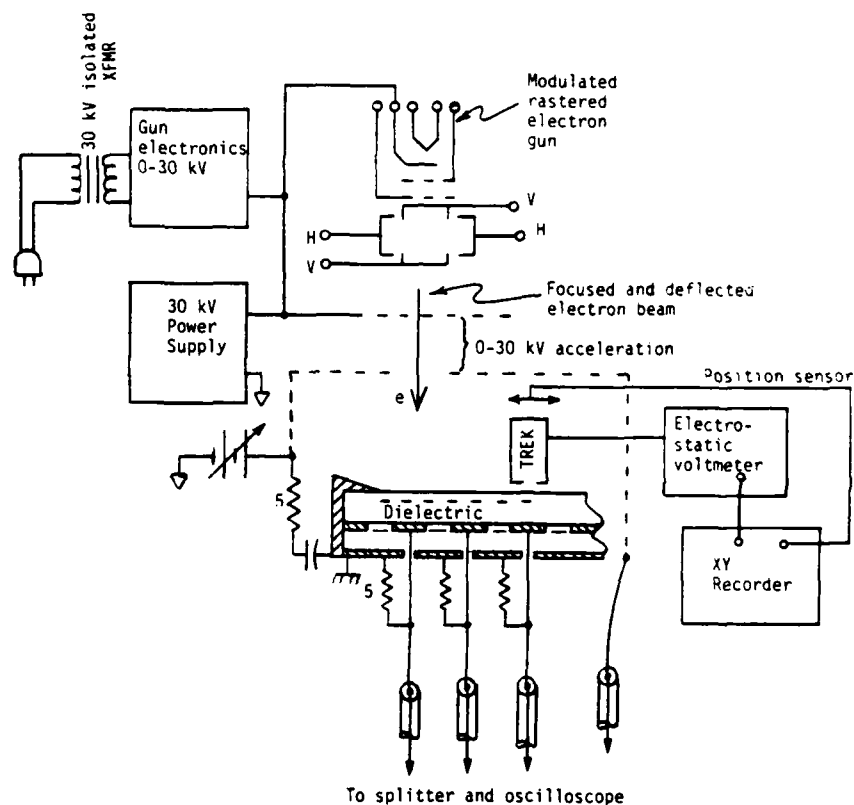 30 kV isolated
XFMR
Gun
electronics
0-30 kV
Modulated
rastered
electron
gun
V
H
H
V
Focused and deflected
electron beam
30 kV
Power
Supply
0-30 kV acceleration
Position sensor
e
TREK
Electro-
static
voltmeter
5
Dielectric
XY
Recorder
5
To splitter and oscilloscope